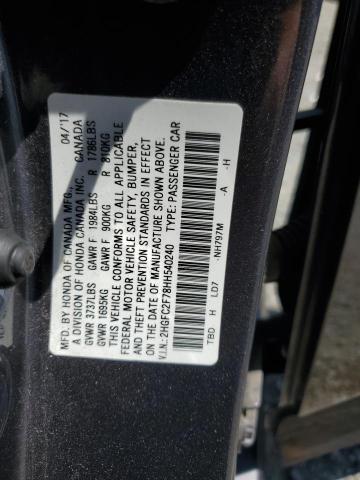 MFD. BY HONDA OF CANADA MFG. 04/'17
A DIVISION OF HONDA CANADA INC. CANADA
GVWR 3737LBS GAWR F 1984LBS R 1786LBS
GVWR 1695KG GAWR F 900KG R 810KG
THIS VEHICLE CONFORMS TO ALL APPLICABLE
FEDERAL MOTOR VEHICLE SAFETY, BUMPER,
AND THEFT PREVENTION STANDARDS IN EFFECT
ON THE DATE OF MANUFACTURE SHOWN ABOVE.
V.I.N.: 2HGFC2F78HH540240 TYPE: PASSENGER CAR
TBD H LD7 -NH797M -A -H